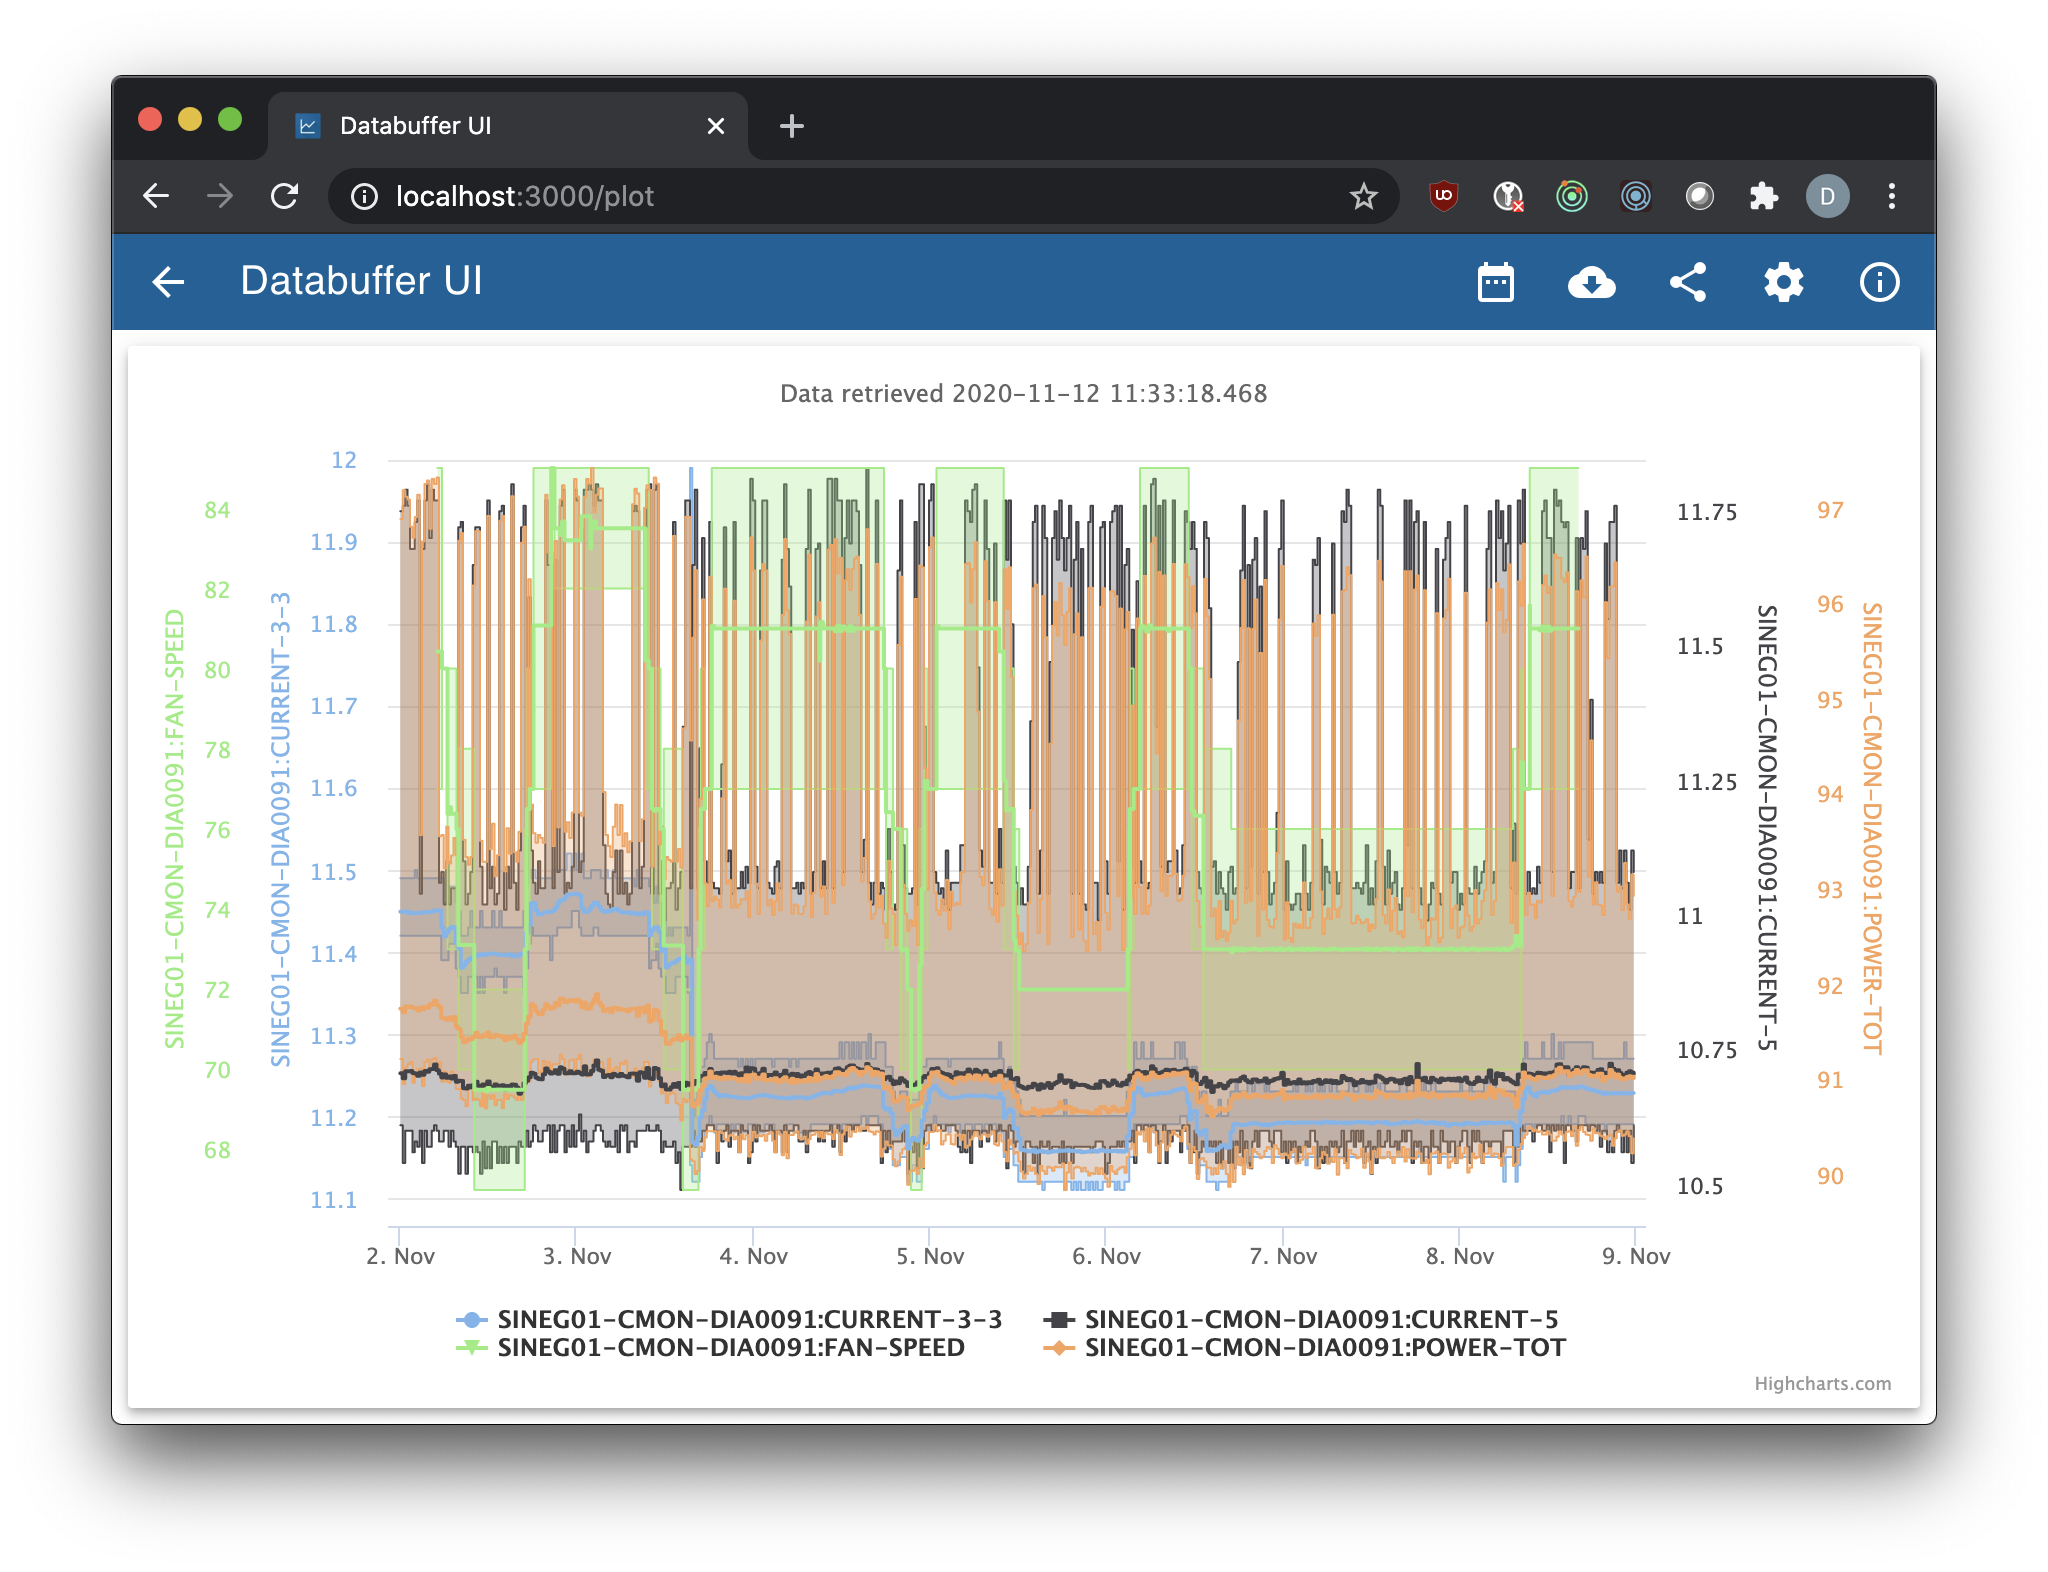 Databuffer UI
localhost:3000/plot
D
Databuffer UI
Data retrieved 2020-11-12 11:33:18.468
SINEG01-CMON-DIA0091:FAN-SPEED
84
82
80
78
76
74
72
70
68
SINEG01-CMON-DIA0091:CURRENT-3-3
12
11.9
11.8
11.7
11.6
11.5
11.4
11.3
11.2
11.1
11.75
11.5
11.25
11
10.75
10.5
SINEG01-CMON-DIA0091:CURRENT-5
97
96
95
94
93
92
91
90
SINEG01-CMON-DIA0091:POWER-TOT
2. Nov 3. Nov 4. Nov 5. Nov 6. Nov 7. Nov 8. Nov 9. Nov
SINEG01-CMON-DIA0091:CURRENT-3-3 SINEG01-CMON-DIA0091:CURRENT-5
SINEG01-CMON-DIA0091:FAN-SPEED SINEG01-CMON-DIA0091:POWER-TOT
Highcharts.com